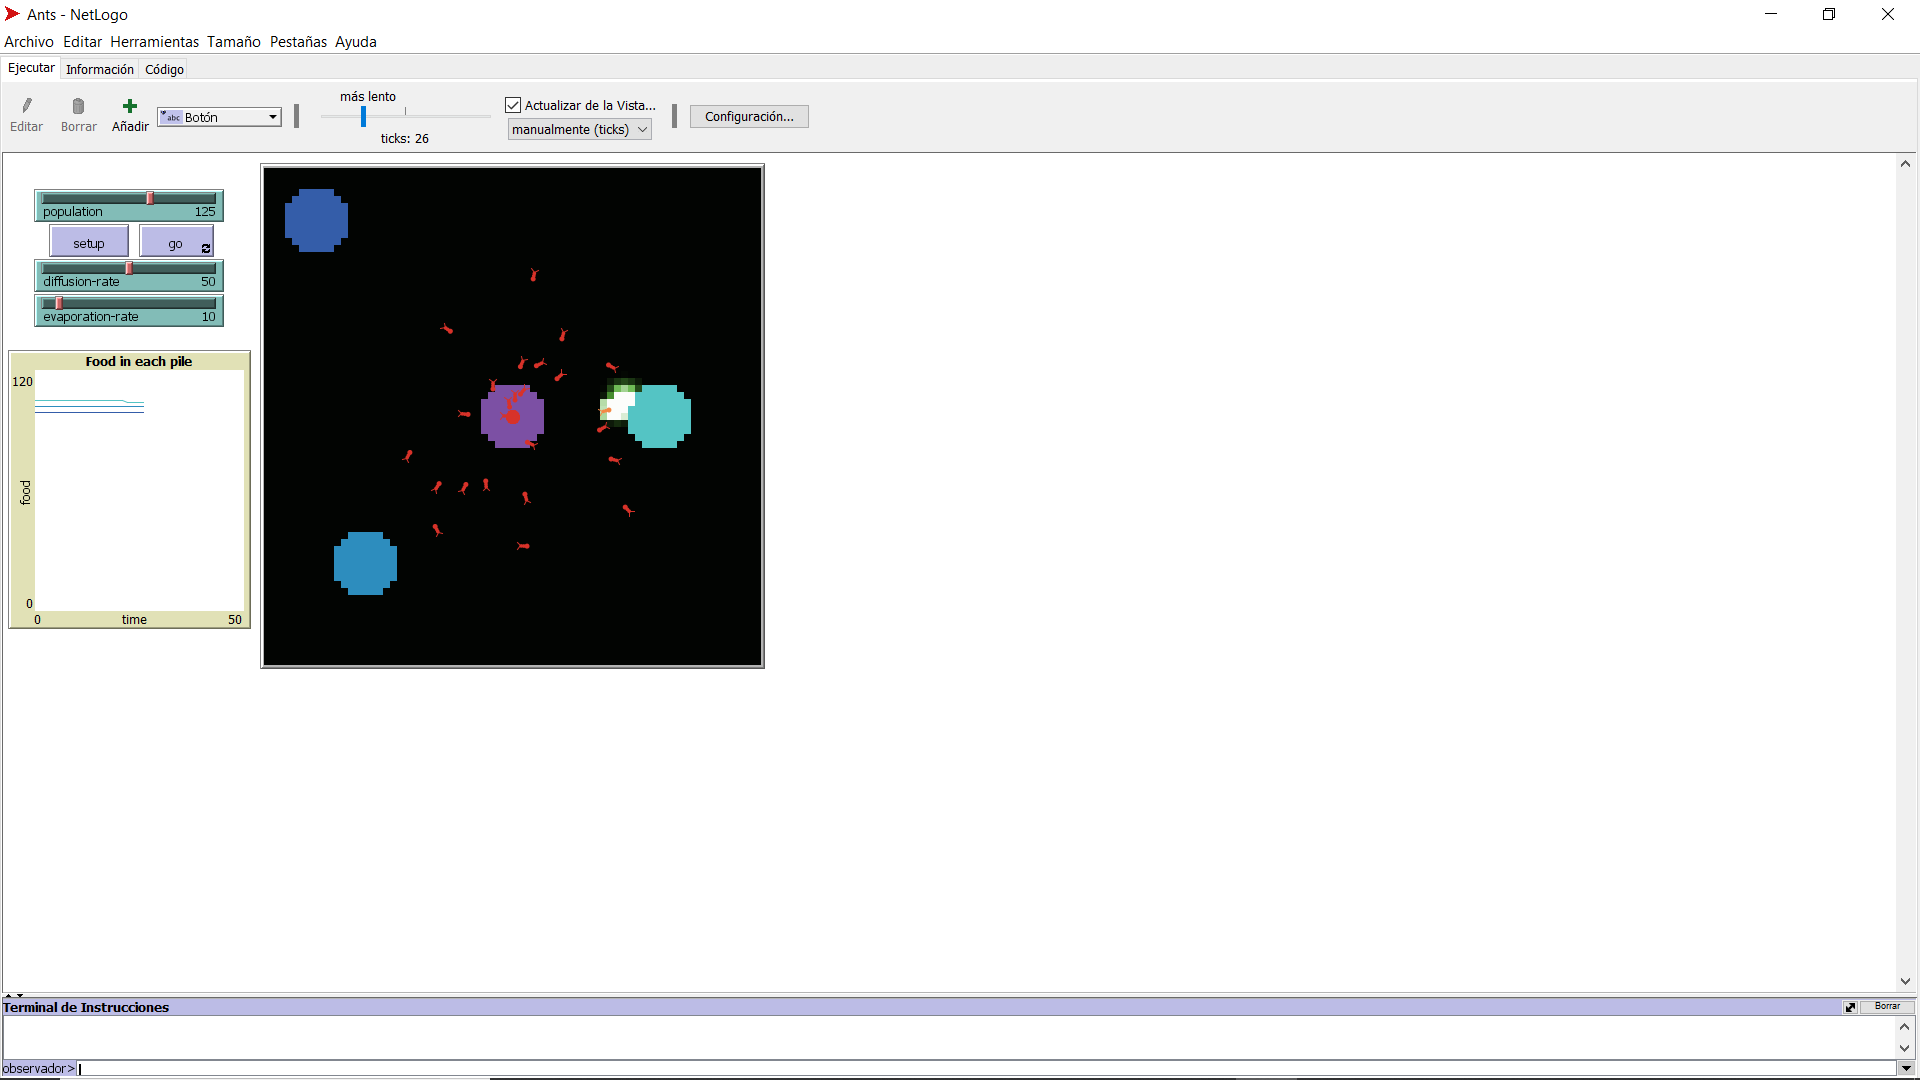 Ants - NetLogo
Archivo Editar Herramientas Tamaño Pestañas Ayuda
Ejecutar Información Código
Editar Borrar Añadir abc Botón
más lento
ticks: 26
Actualizar de la Vista...
manualmente (ticks)
Configuración...
population 125
setup go
diffusion-rate 50
evaporation-rate 10
Food in each pile
120
food
0
0 time 50
Terminal de Instrucciones Borrar
observador>